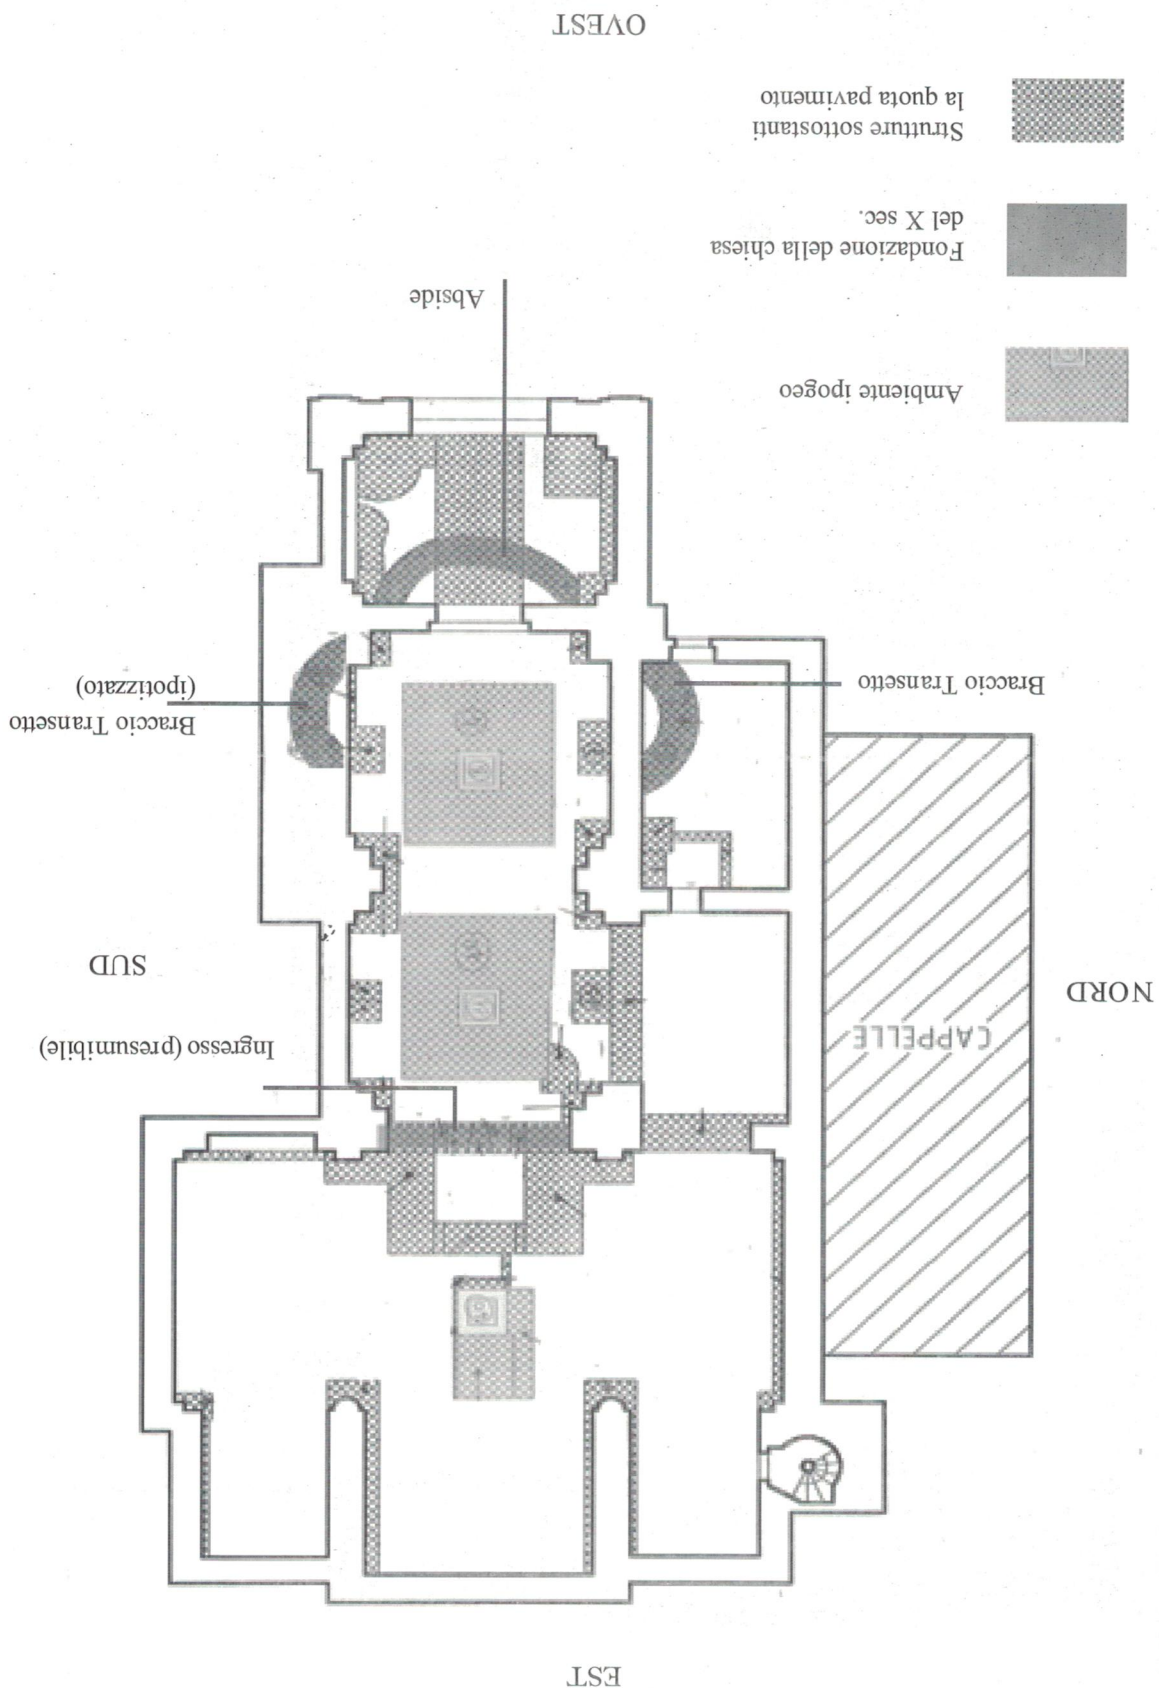 EST
Ingresso (presumibile)
CAPPELLE
NORD
SUD
Braccio Transetto
(ipotizzato)
Braccio Transetto
Abside
Ambiente ipogeo
Fondazione della chiesa
del X sec.
Strutture sottostanti
la quota pavimento
OVEST